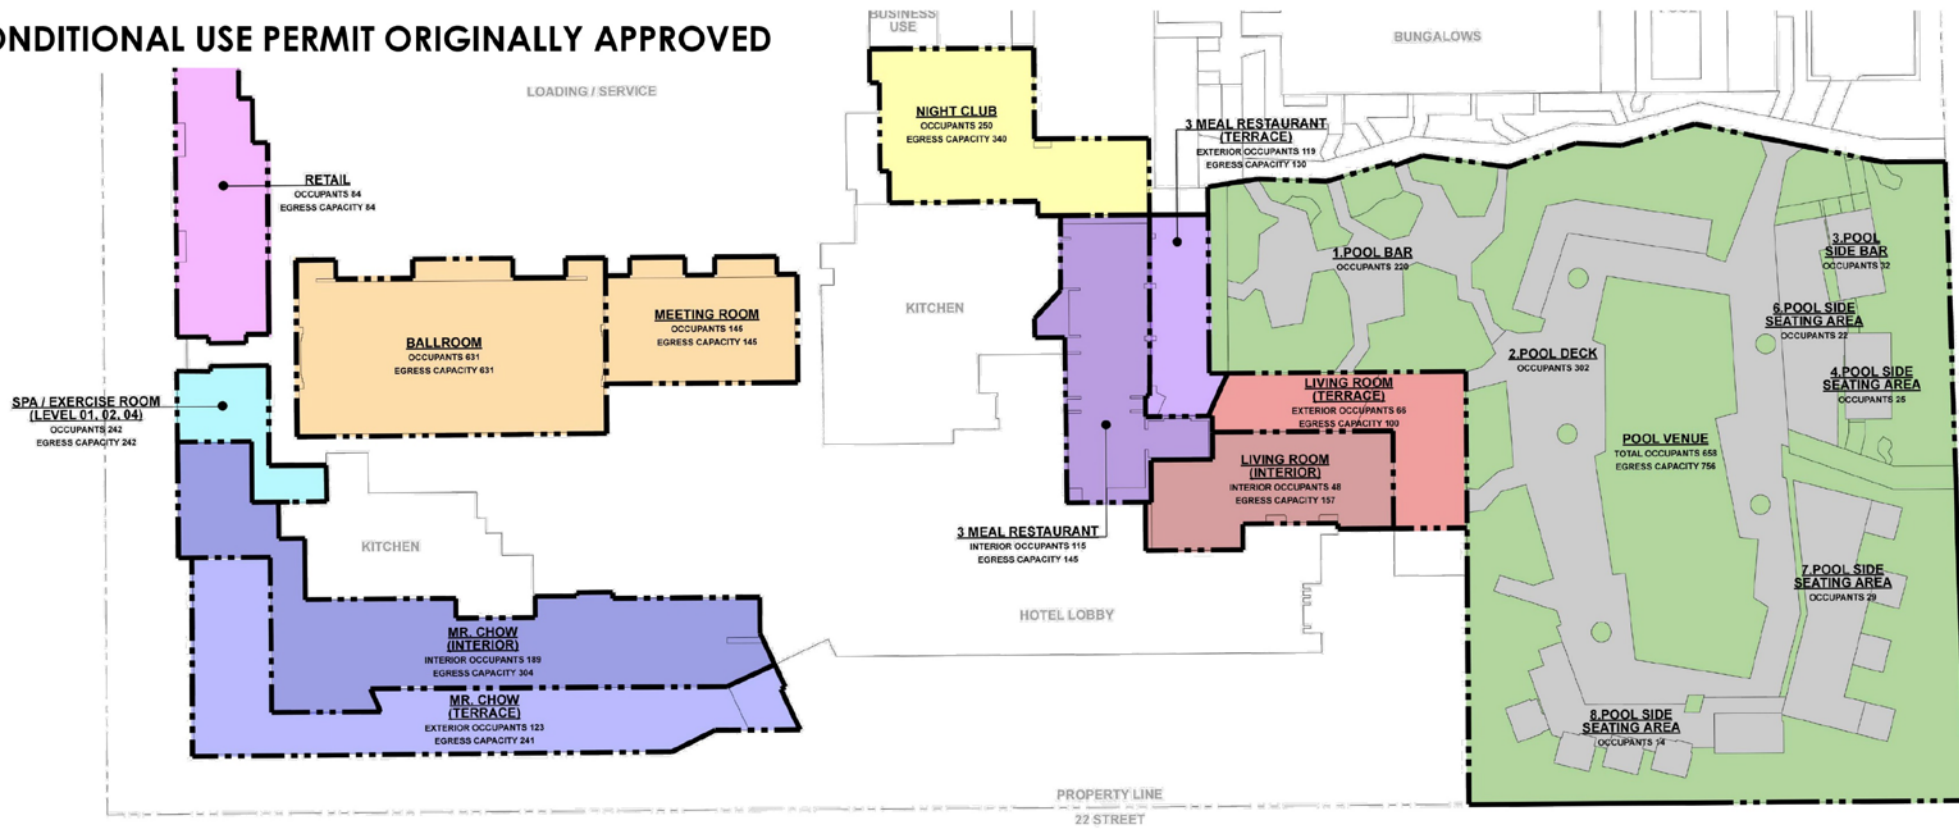 ONDITIONAL USE PERMIT ORIGINALLY APPROVED
BUSINESS
USE
BUNGALOWS
LOADING / SERVICE
NIGHT CLUB
OCCUPANTS 250
EGRESS CAPACITY 340
3 MEAL RESTAURANT
(TERRACE)
EXTERIOR OCCUPANTS 119
EGRESS CAPACITY 130
RETAIL
OCCUPANTS 84
EGRESS CAPACITY 84
1.POOL BAR
OCCUPANTS 220
3.POOL
SIDE BAR
OCCUPANTS 32
KITCHEN
MEETING ROOM
OCCUPANTS 145
EGRESS CAPACITY 145
BALLROOM
OCCUPANTS 631
EGRESS CAPACITY 631
6.POOL SIDE
SEATING AREA
OCCUPANTS 22
2.POOL DECK
OCCUPANTS 302
4.POOL SIDE
SEATING AREA
OCCUPANTS 25
SPA / EXERCISE ROOM
(LEVEL 01, 02, 04)
OCCUPANTS 242
EGRESS CAPACITY 242
LIVING ROOM
(TERRACE)
EXTERIOR OCCUPANTS 66
EGRESS CAPACITY 100
POOL VENUE
TOTAL OCCUPANTS 658
EGRESS CAPACITY 756
LIVING ROOM
(INTERIOR)
INTERIOR OCCUPANTS 48
EGRESS CAPACITY 157
3 MEAL RESTAURANT
INTERIOR OCCUPANTS 115
EGRESS CAPACITY 145
KITCHEN
7.POOL SIDE
SEATING AREA
OCCUPANTS 29
HOTEL LOBBY
MR. CHOW
(INTERIOR)
INTERIOR OCCUPANTS 189
EGRESS CAPACITY 304
MR. CHOW
(TERRACE)
EXTERIOR OCCUPANTS 123
EGRESS CAPACITY 241
8.POOL SIDE
SEATING AREA
OCCUPANTS 14
PROPERTY LINE
22 STREET